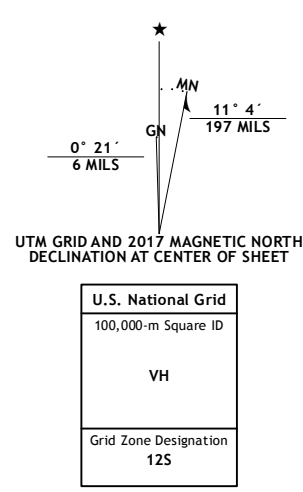 ★
MN
11° 4´
197 MILS
GN
0° 21´
6 MILS
UTM GRID AND 2017 MAGNETIC NORTH
DECLINATION AT CENTER OF SHEET
U.S. National Grid
100,000-m Square ID
VH
Grid Zone Designation
12S